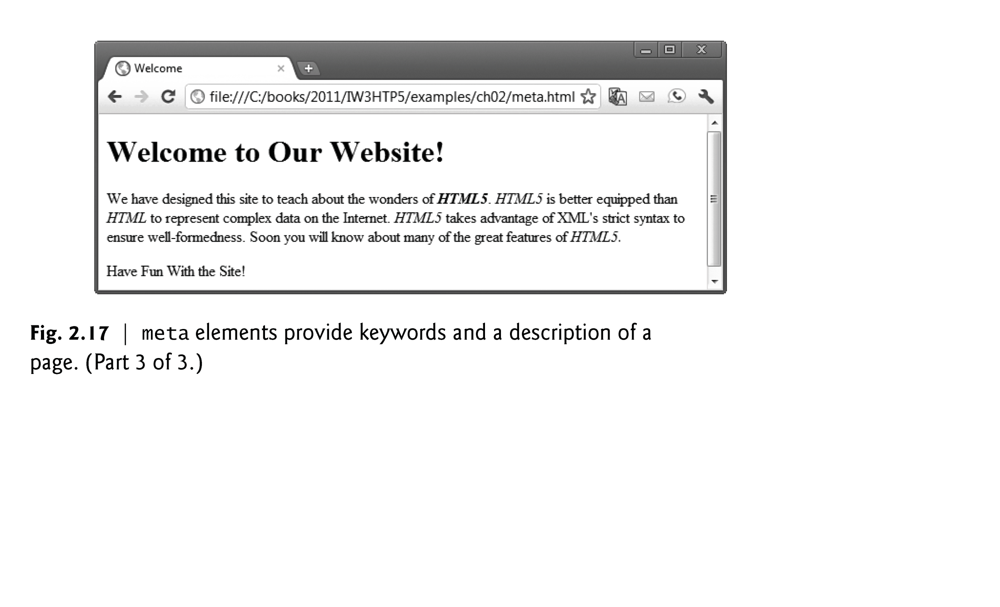 Welcome
file:///C:/books/2011/IW3HTP5/examples/ch02/meta.html
Welcome to Our Website!
We have designed this site to teach about the wonders of HTML5. HTML5 is better equipped than
HTML to represent complex data on the Internet. HTML5 takes advantage of XML's strict syntax to
ensure well-formedness. Soon you will know about many of the great features of HTML5.
Have Fun With the Site!
Fig. 2.17 | meta elements provide keywords and a description of a
page. (Part 3 of 3.)